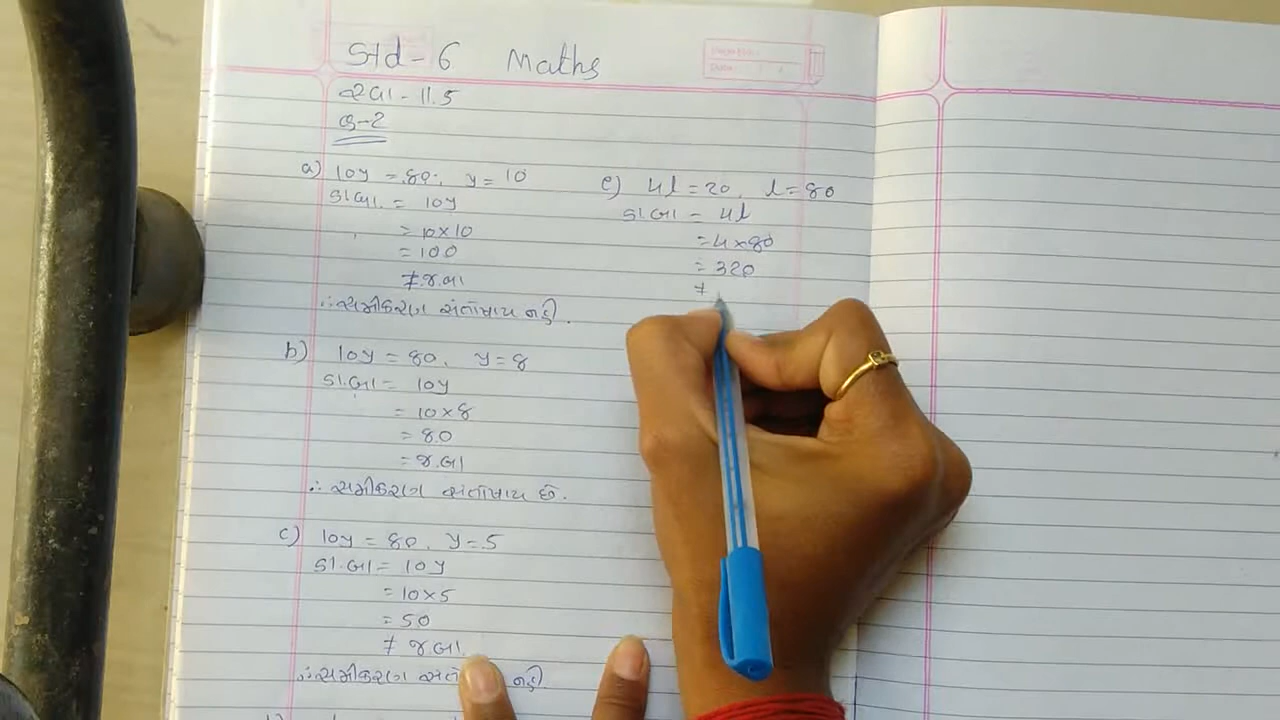 Std-6 Maths
સ્વા-11.5
Q-2
a) 10y = 80, y = 10
ડા.બા. = 10y
= 10×10
= 100
≠ જ.બા
∴ સમીકરણ સંતોષાય નહી.
b) 10y = 80, y = 8
ડા.બા = 10y
= 10×8
= 80
= જ.બા
∴ સમીકરણ સંતોષાય છે.
c) 10y = 80, y = 5
ડા.બા = 10y
= 10×5
= 50
≠ જ.બા.
∴ સમીકરણ નહી.
e) 4l = 20, l = 80
ડા.બા = 4l
= 4×80
= 320
≠